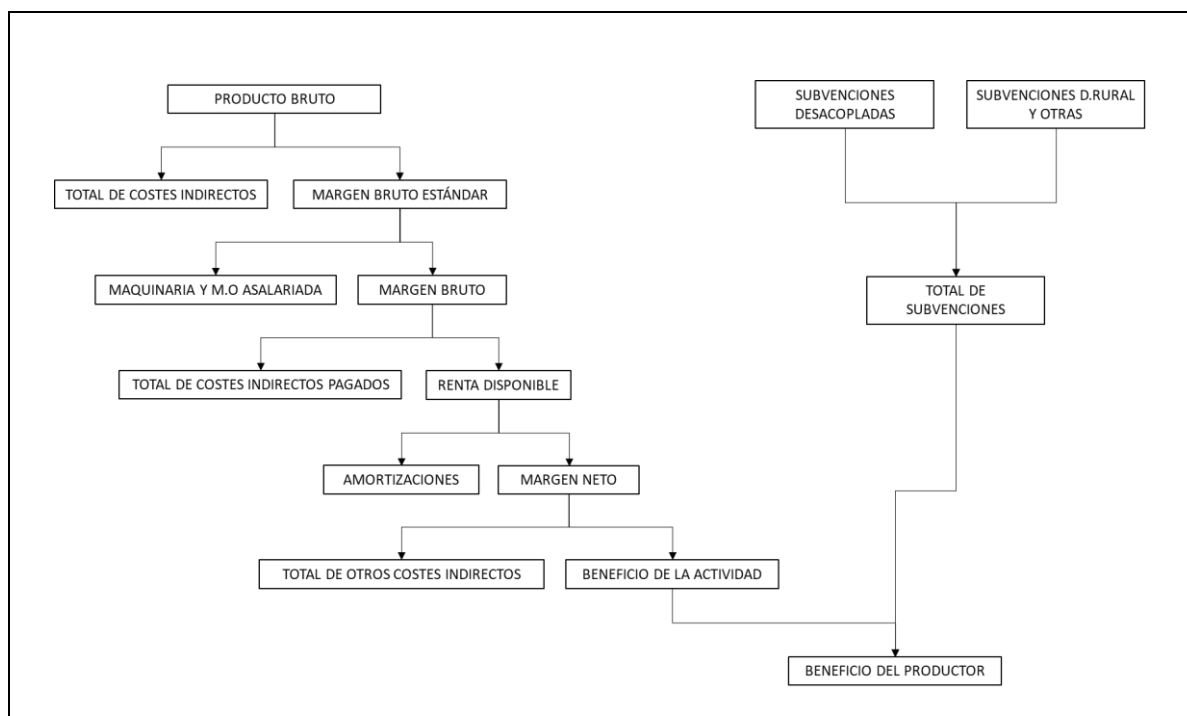 PRODUCTO BRUTO
SUBVENCIONES
DESACOPLADAS
SUBVENCIONES D.RURAL
Y OTRAS
TOTAL DE COSTES INDIRECTOS
MARGEN BRUTO ESTÁNDAR
MAQUINARIA Y M.O ASALARIADA
MARGEN BRUTO
TOTAL DE
SUBVENCIONES
TOTAL DE COSTES INDIRECTOS PAGADOS
RENTA DISPONIBLE
AMORTIZACIONES
MARGEN NETO
TOTAL DE OTROS COSTES INDIRECTOS
BENEFICIO DE LA ACTIVIDAD
BENEFICIO DEL PRODUCTOR